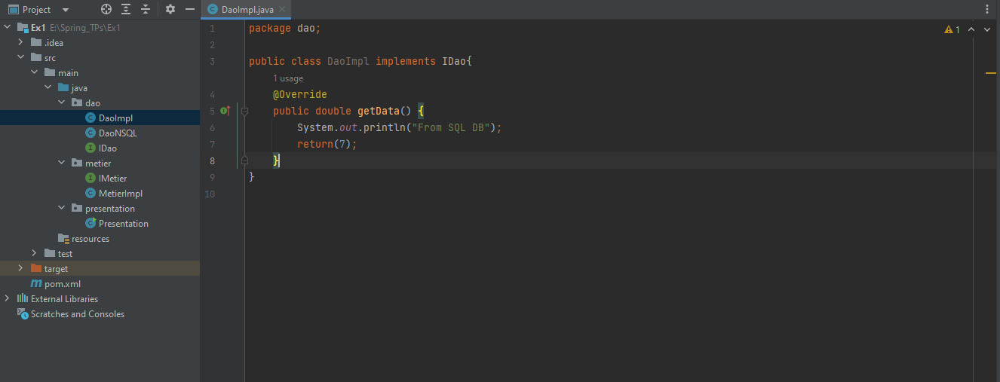 Project
Ex1 E:\Spring_TPs\Ex1
.idea
src
main
java
dao
DaoImpl
DaoNSQL
IDao
metier
IMetier
MetierImpl
presentation
Presentation
resources
test
target
pom.xml
External Libraries
Scratches and Consoles
DaoImpl.java
1 package dao;
2
3 public class DaoImpl implements IDao{
1 usage
4 @Override
5 public double getData() {
6 System.out.println("From SQL DB");
7 return(7);
8 }
9 }
10
1